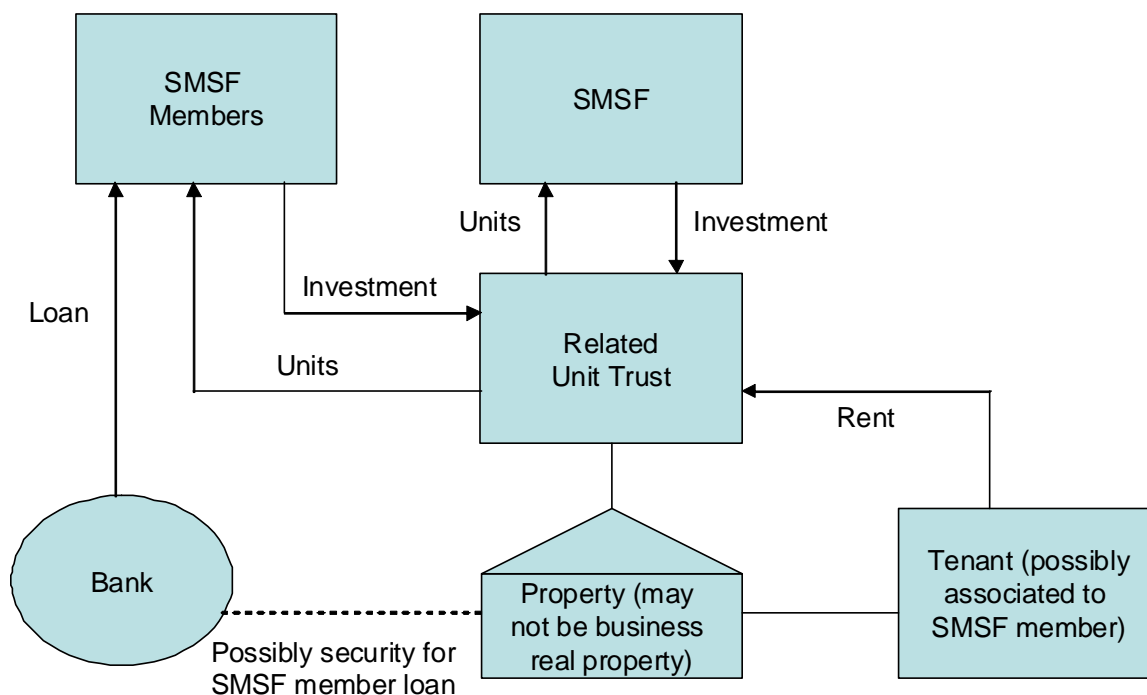 SMSF
Members
SMSF
Units
Investment
Loan
Investment
Units
Related
Unit Trust
Rent
Bank
Property (may
not be business
real property)
Tenant (possibly
associated to
SMSF member)
Possibly security for
SMSF member loan